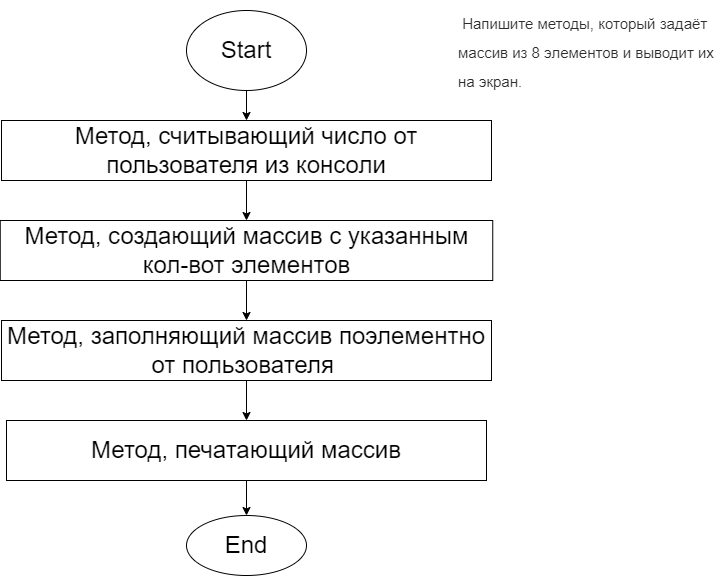 Start
Напишите методы, который задаёт
массив из 8 элементов и выводит их
на экран.
Метод, считывающий число от
пользователя из консоли
Метод, создающий массив с указанным
кол-вот элементов
Метод, заполняющий массив поэлементно
от пользователя
Метод, печатающий массив
End